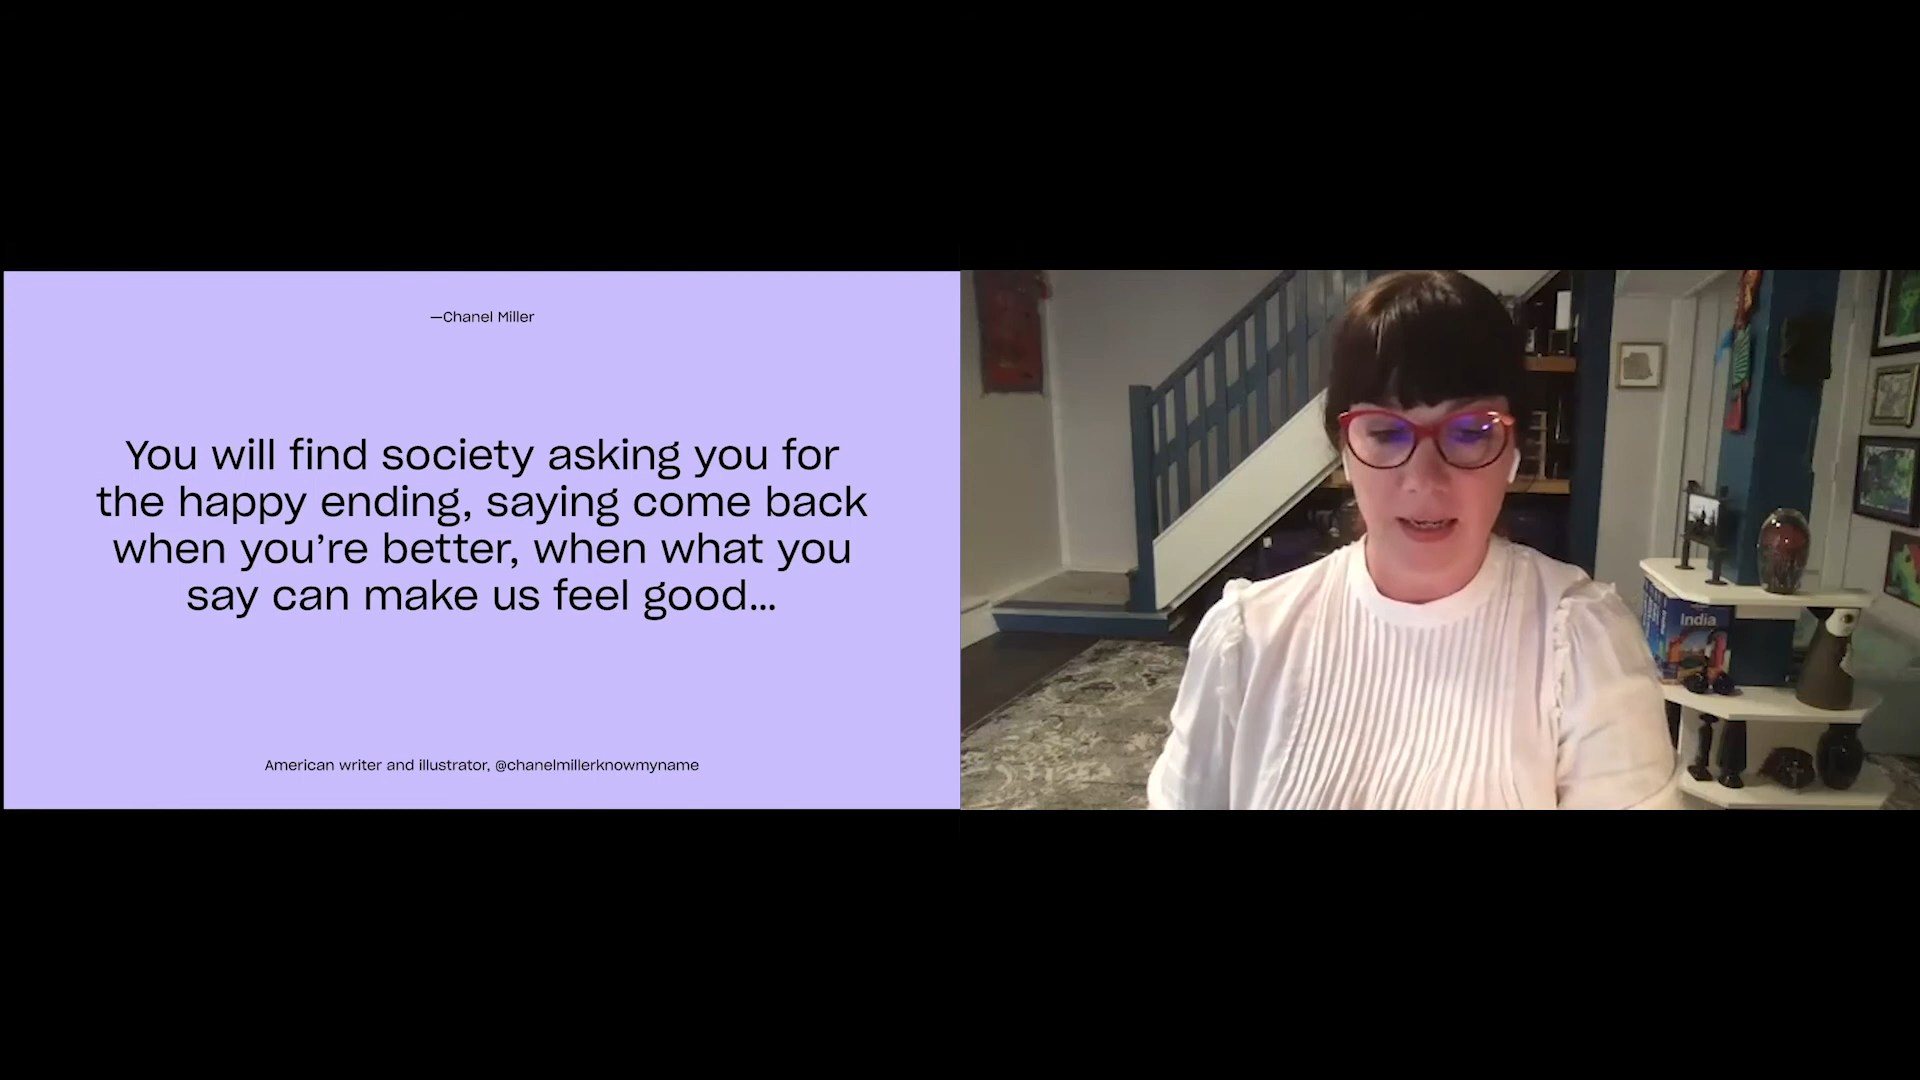 —Chanel Miller
You will find society asking you for
the happy ending, saying come back
when you’re better, when what you
say can make us feel good...
American writer and illustrator, @chanelmillerknowmyname
India